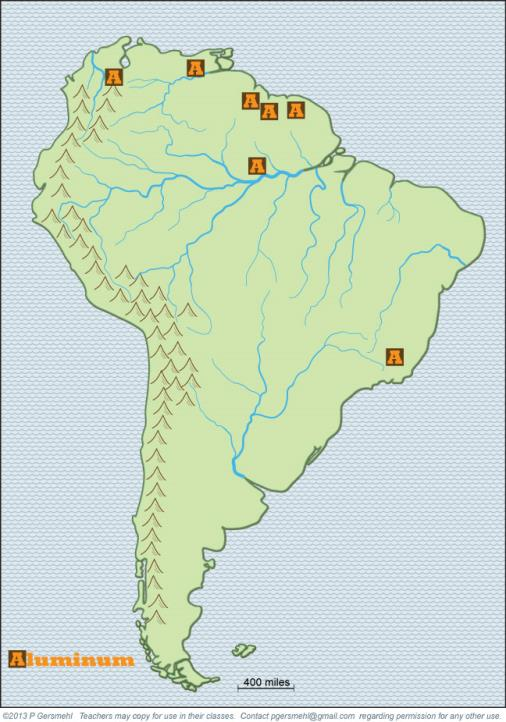 A
A
A
A
A
A
A
Aluminum
400 miles
©2013 P Gersmehl Teachers may copy for use in their classes. Contact pgersmehl@gmail.com regarding permission for any other use.